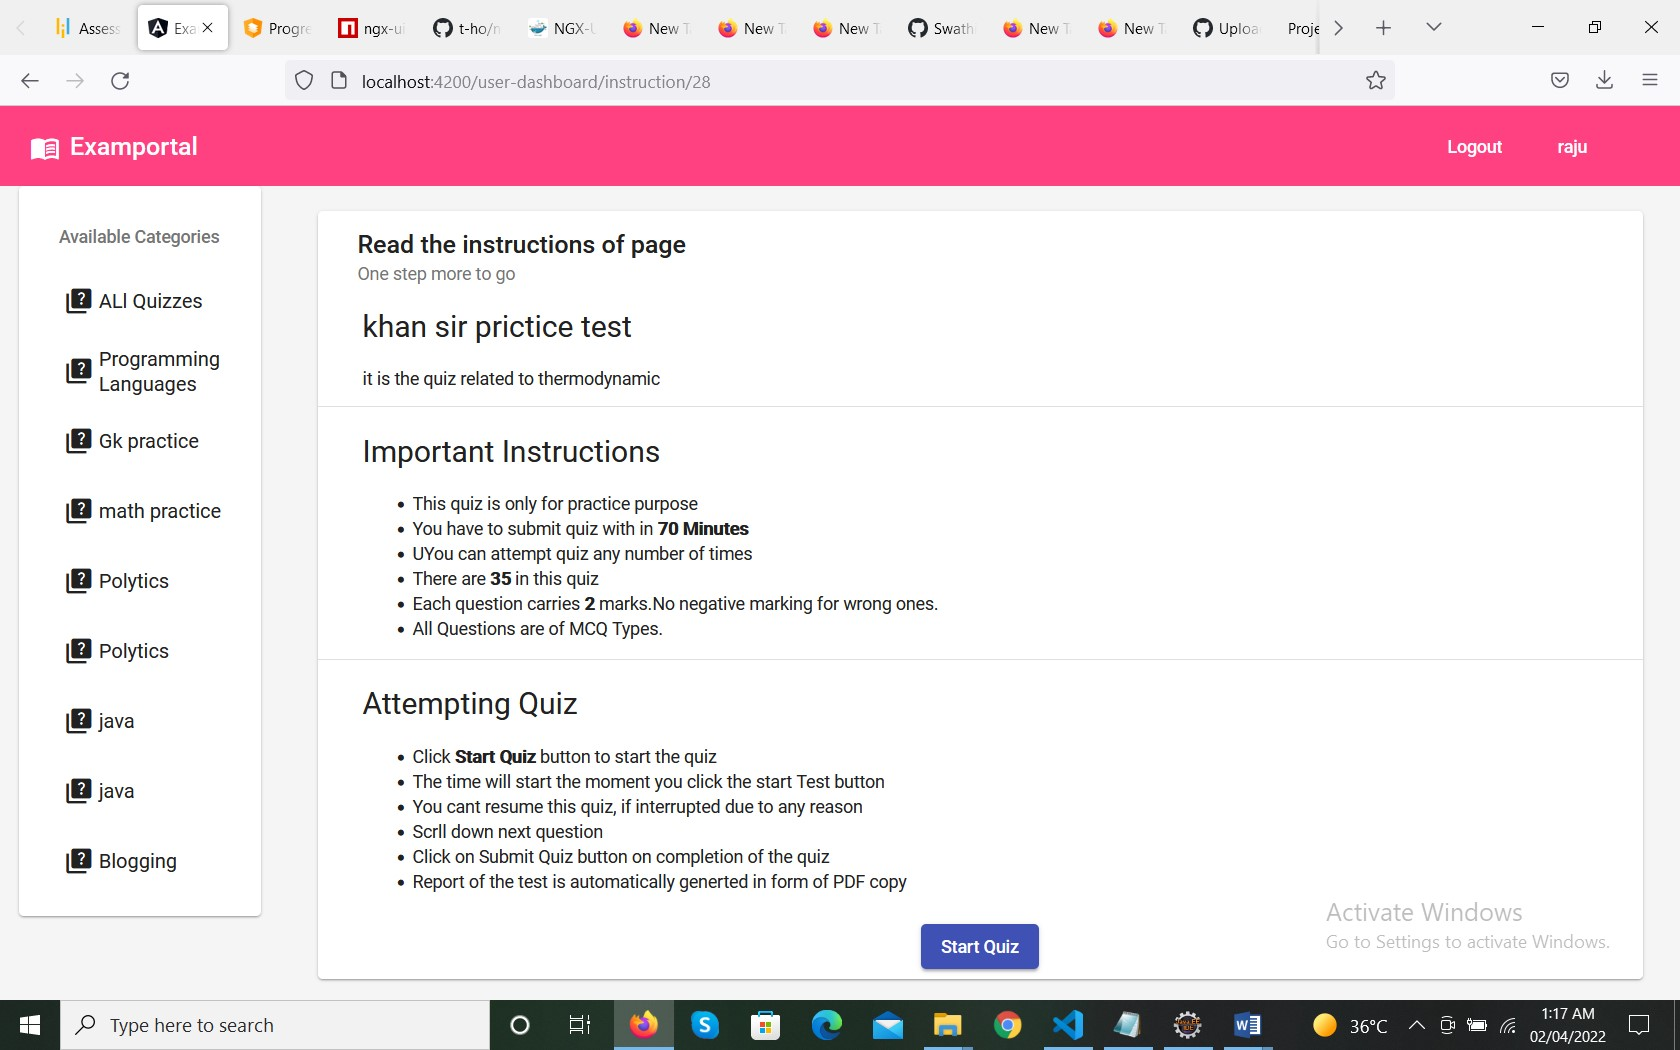 Assess
Exa
Progre
ngx-ui
t-ho/n
NGX-U
New T
New T
New T
Swath
New T
New T
Uploa
Proje
localhost:4200/user-dashboard/instruction/28
Examportal
Logout
raju
Available Categories
ALl Quizzes
Programming
Languages
Gk practice
math practice
Polytics
Polytics
java
java
Blogging
Read the instructions of page
One step more to go
khan sir prictice test
it is the quiz related to thermodynamic
Important Instructions
This quiz is only for practice purpose
You have to submit quiz with in 70 Minutes
UYou can attempt quiz any number of times
There are 35 in this quiz
Each question carries 2 marks.No negative marking for wrong ones.
All Questions are of MCQ Types.
Attempting Quiz
Click Start Quiz button to start the quiz
The time will start the moment you click the start Test button
You cant resume this quiz, if interrupted due to any reason
Scrll down next question
Click on Submit Quiz button on completion of the quiz
Report of the test is automatically generted in form of PDF copy
Start Quiz
Activate Windows
Go to Settings to activate Windows.
Type here to search
36°C
1:17 AM
02/04/2022